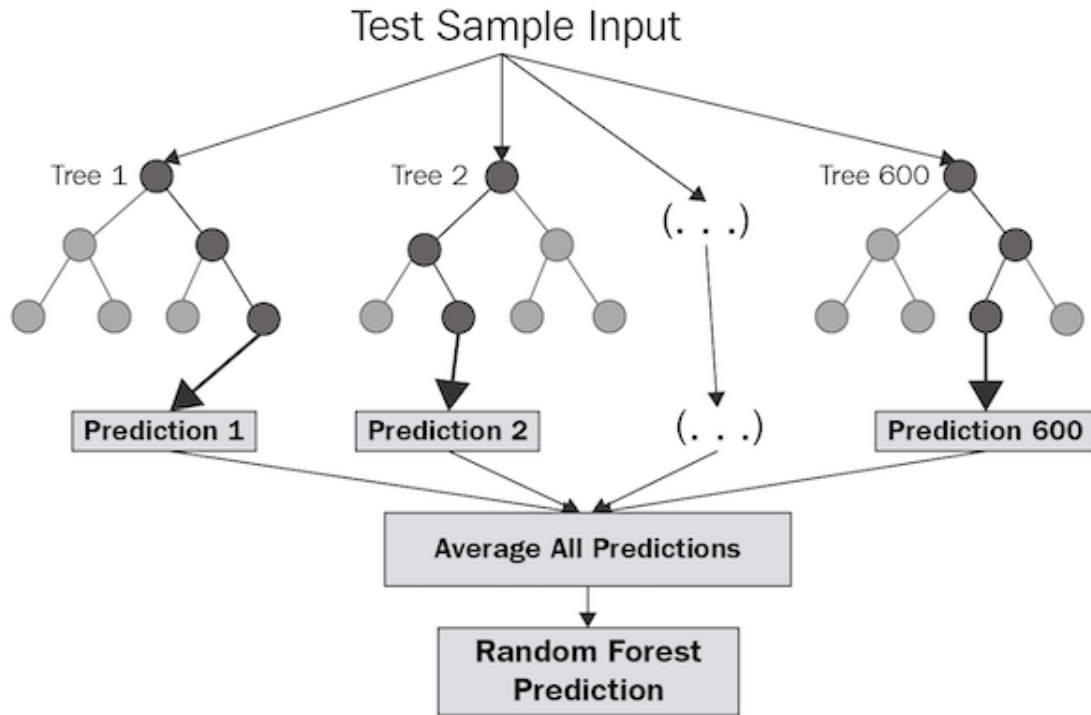 Test Sample Input
Tree 1
Tree 2
(. . .)
Tree 600
Prediction 1
Prediction 2
(. . .)
Prediction 600
Average All Predictions
Random Forest
Prediction